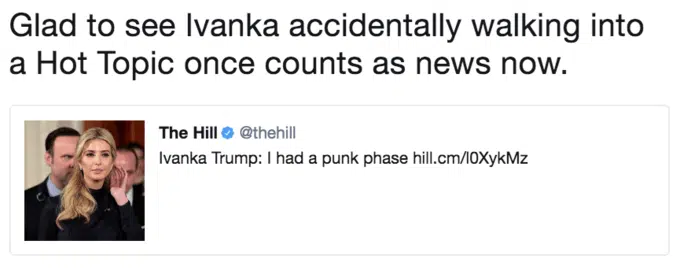 Glad to see Ivanka accidentally walking into
a Hot Topic once counts as news now.
The Hill @thehill
Ivanka Trump: I had a punk phase hill.cm/l0XykMz